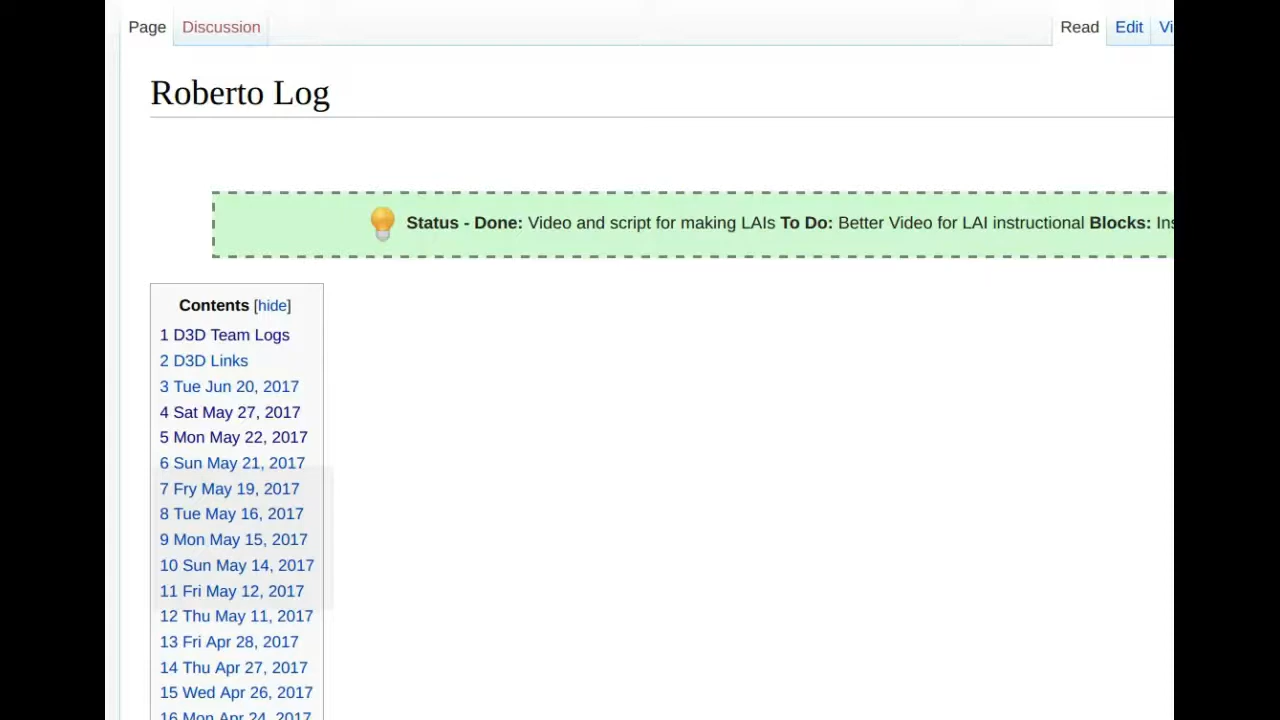 Page Discussion Read Edit
Roberto Log
Status - Done: Video and script for making LAIs To Do: Better Video for LAI instructional Blocks:
Contents [hide]
1 D3D Team Logs
2 D3D Links
3 Tue Jun 20, 2017
4 Sat May 27, 2017
5 Mon May 22, 2017
6 Sun May 21, 2017
7 Fry May 19, 2017
8 Tue May 16, 2017
9 Mon May 15, 2017
10 Sun May 14, 2017
11 Fri May 12, 2017
12 Thu May 11, 2017
13 Fri Apr 28, 2017
14 Thu Apr 27, 2017
15 Wed Apr 26, 2017
16 Mon Apr 24, 2017